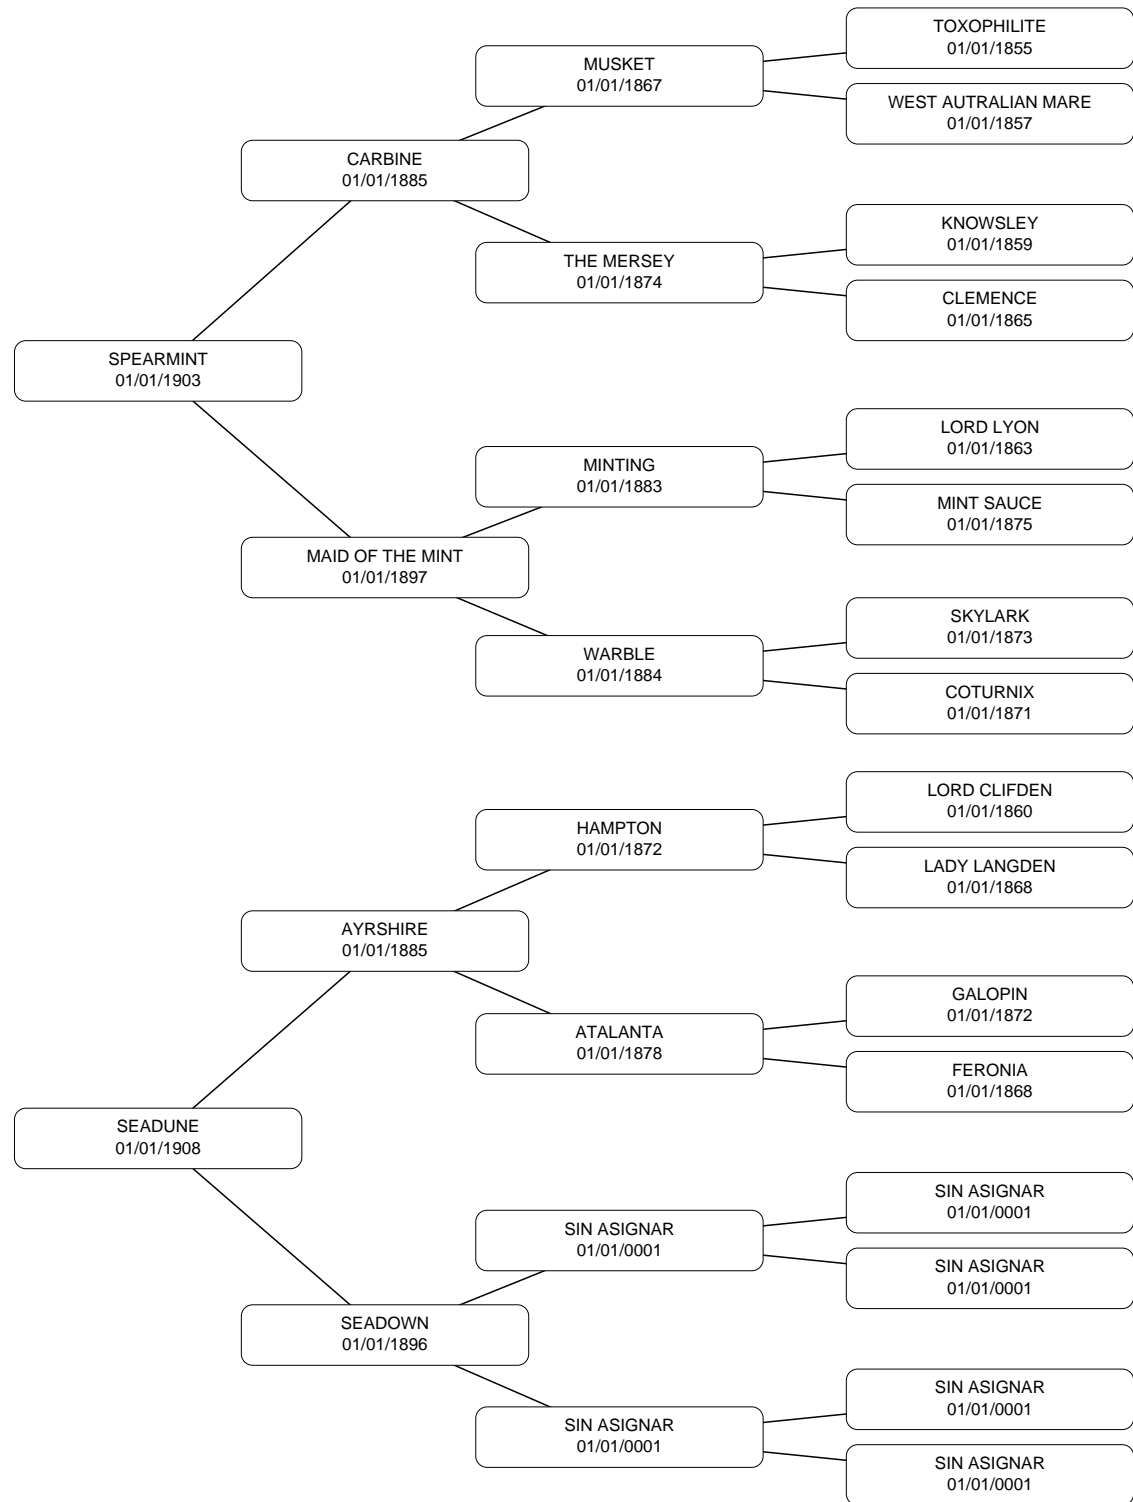 TOXOPHILITE
01/01/1855
MUSKET
01/01/1867
WEST AUTRALIAN MARE
01/01/1857
CARBINE
01/01/1885
KNOWSLEY
01/01/1859
THE MERSEY
01/01/1874
CLEMENCE
01/01/1865
SPEARMINT
01/01/1903
LORD LYON
01/01/1863
MINTING
01/01/1883
MINT SAUCE
01/01/1875
MAID OF THE MINT
01/01/1897
SKYLARK
01/01/1873
WARBLE
01/01/1884
COTURNIX
01/01/1871
LORD CLIFDEN
01/01/1860
HAMPTON
01/01/1872
LADY LANGDEN
01/01/1868
AYRSHIRE
01/01/1885
GALOPIN
01/01/1872
ATALANTA
01/01/1878
FERONIA
01/01/1868
SEADUNE
01/01/1908
SIN ASIGNAR
01/01/0001
SIN ASIGNAR
01/01/0001
SIN ASIGNAR
01/01/0001
SEADOWN
01/01/1896
SIN ASIGNAR
01/01/0001
SIN ASIGNAR
01/01/0001
SIN ASIGNAR
01/01/0001